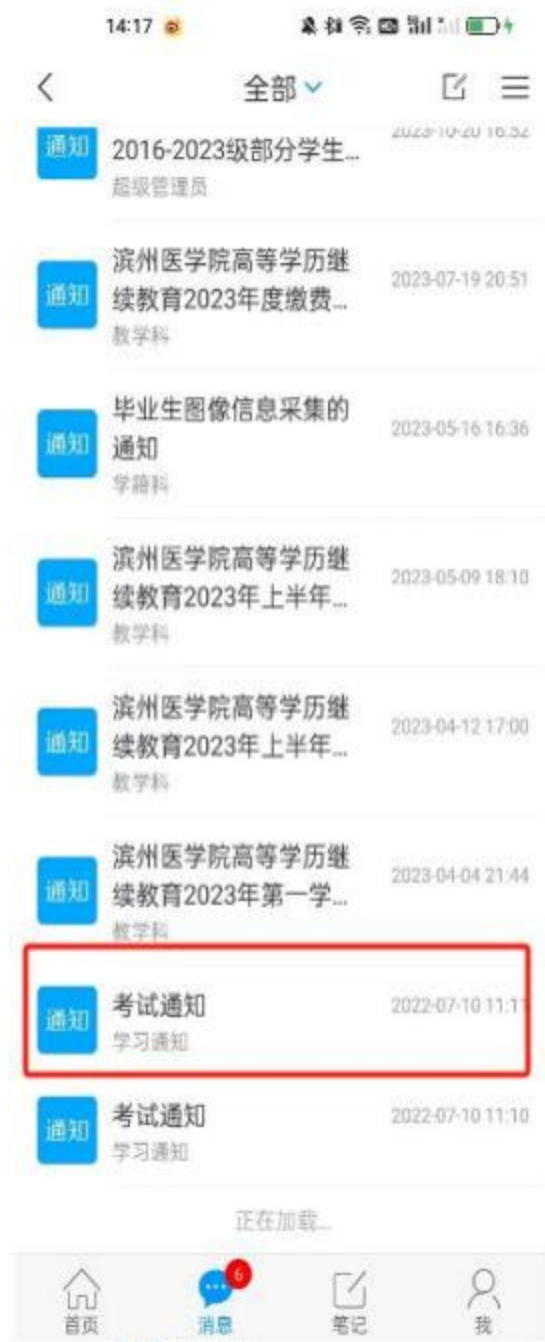 14:17
全部
通知
2016-2023级部分学生...
2023-10-20 16:52
超级管理员
通知
滨州医学院高等学历继
续教育2023年度缴费...
2023-07-19 20:51
教学科
通知
毕业生图像信息采集的
通知
2023-05-16 16:36
学籍科
通知
滨州医学院高等学历继
续教育2023年上半年...
2023-05-09 18:10
教学科
通知
滨州医学院高等学历继
续教育2023年上半年...
2023-04-12 17:00
教学科
通知
滨州医学院高等学历继
续教育2023年第一学...
2023-04-04 21:44
教学科
通知
考试通知
2022-07-10 11:11
学习通知
通知
考试通知
2022-07-10 11:10
学习通知
正在加载...
6
首页
消息
笔记
我